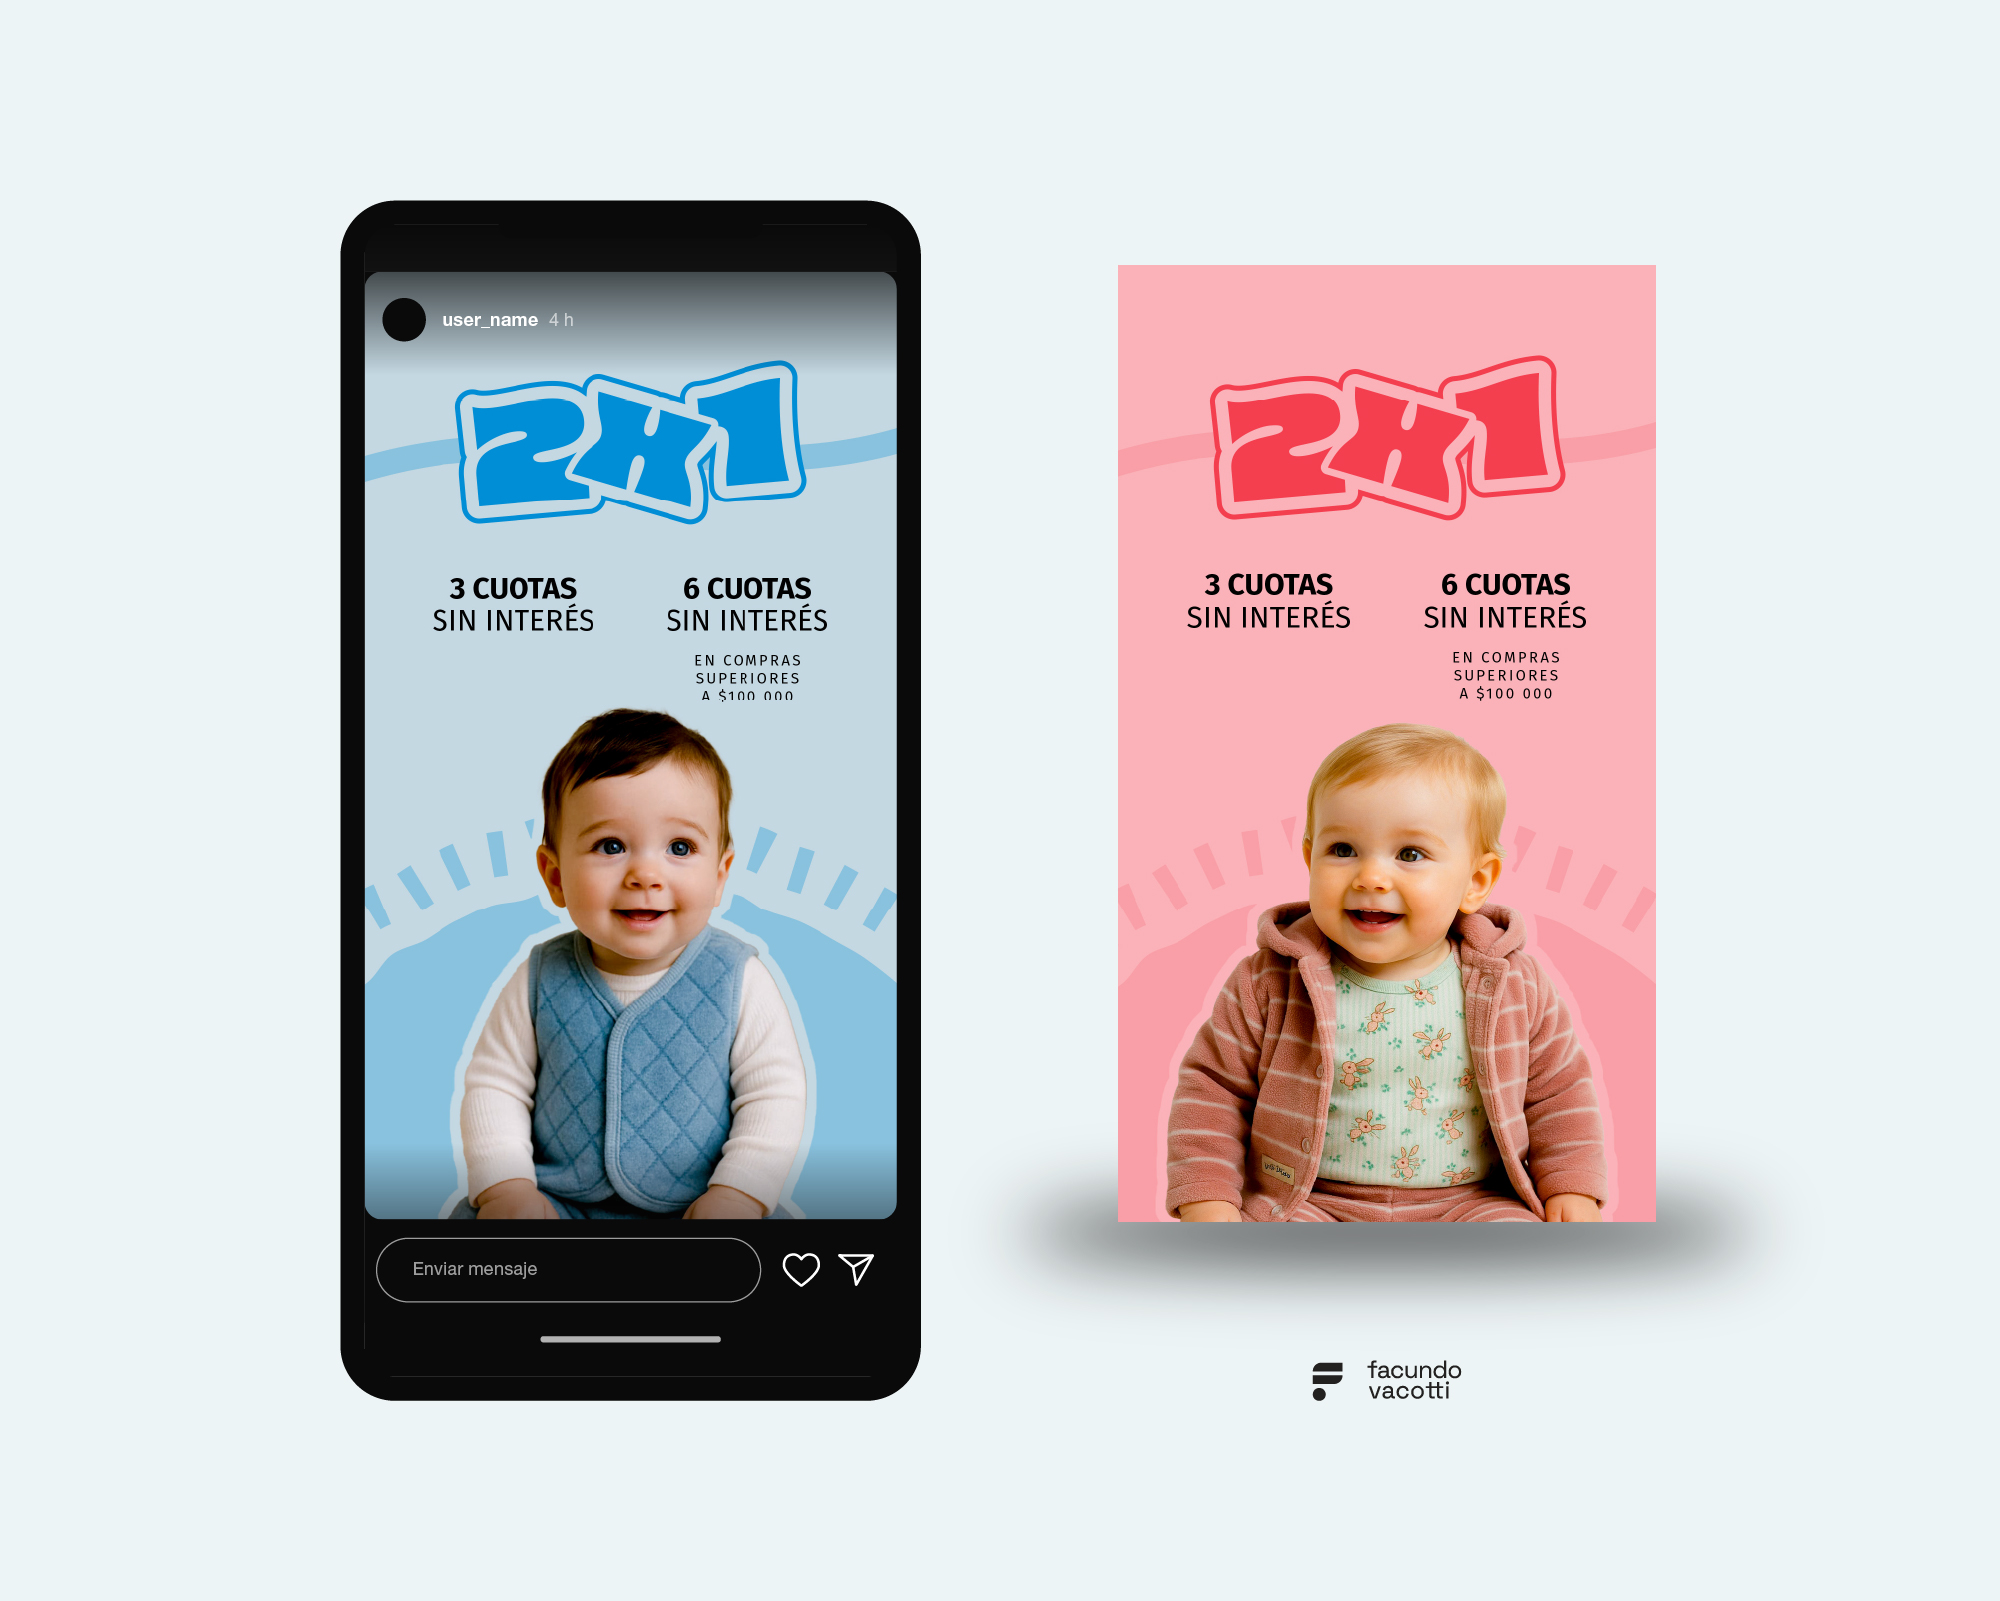 user_name 4 h
2X1
3 CUOTAS
SIN INTERÉS
6 CUOTAS
SIN INTERÉS
EN COMPRAS
SUPERIORES
A $100 000
Enviar mensaje
2X1
3 CUOTAS
SIN INTERÉS
6 CUOTAS
SIN INTERÉS
EN COMPRAS
SUPERIORES
A $100 000
facundo
vacotti